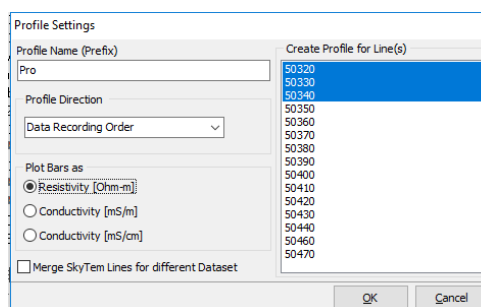 Profile Settings
Profile Name (Prefix)
Pro
Profile Direction
Data Recording Order
Plot Bars as
Resistivity [Ohm-m]
Conductivity [mS/m]
Conductivity [mS/cm]
Merge SkyTem Lines for different Dataset
Create Profile for Line(s)
50320
50330
50340
50350
50360
50370
50380
50390
50400
50410
50420
50430
50440
50460
50470
OK
Cancel